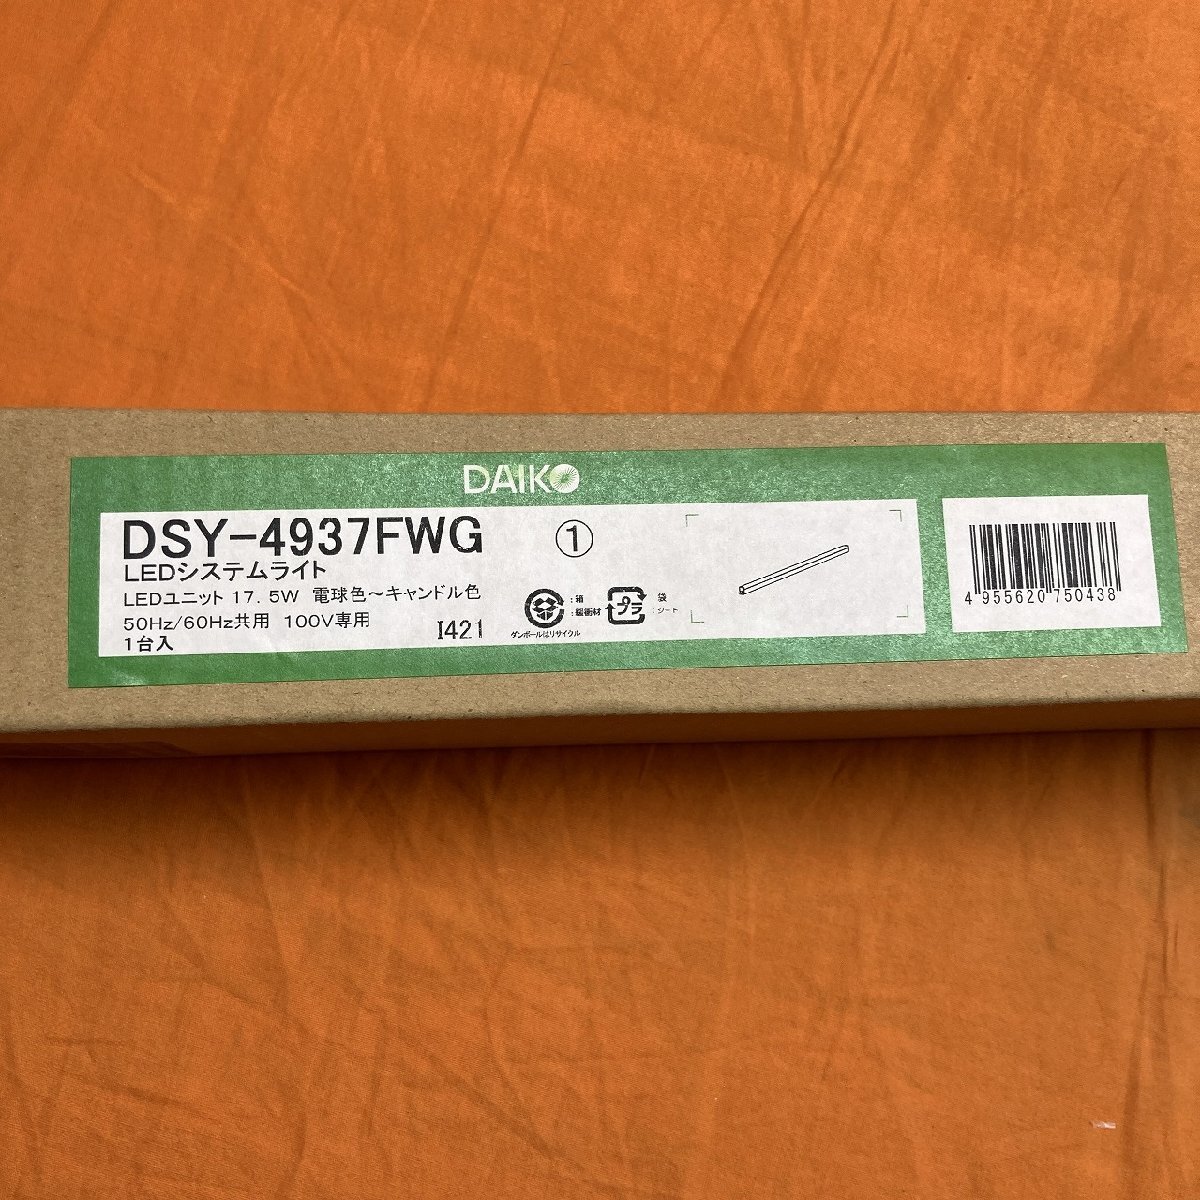 DAIKO
DSY-4937FWG ①
LEDシステムライト
LEDユニット 17.5W 電球色～キャンドル色
50Hz/60Hz共用 100V専用 I421
1台入
:箱
:緩衝材
ダンボールはリサイクル
プラ
袋
:シート
4 955620 750438